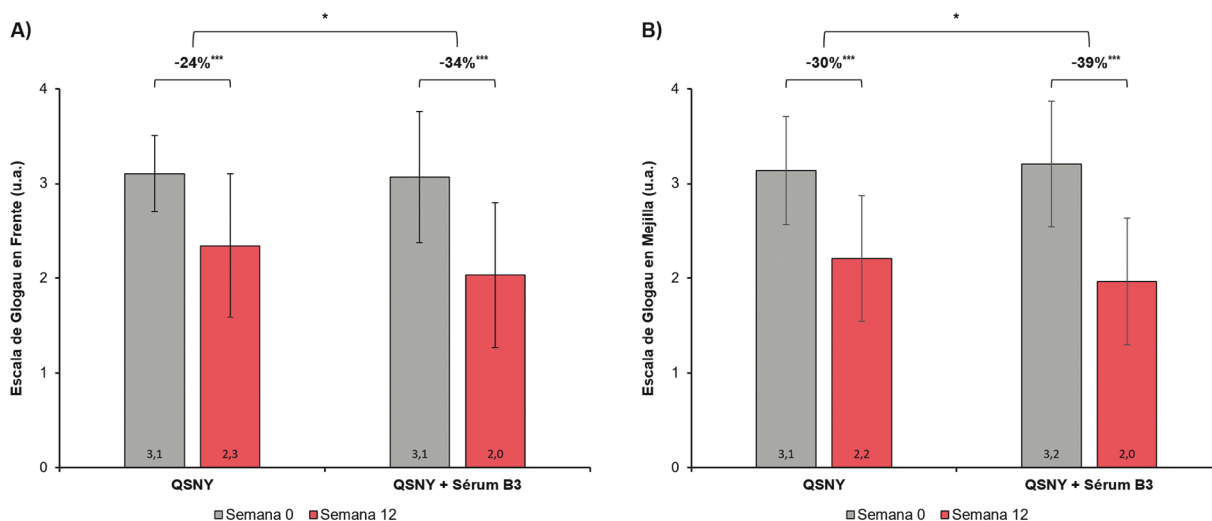 A)
*
-24%***
-34%***
Escala de Glogau en Frente (u.a.)
4
3
2
1
0
3,1
2,3
3,1
2,0
QSNY
QSNY + Sérum B3
Semana 0
Semana 12
B)
*
-30%***
-39%***
Escala de Glogau en Mejilla (u.a.)
4
3
2
1
0
3,1
2,2
3,2
2,0
QSNY
QSNY + Sérum B3
Semana 0
Semana 12